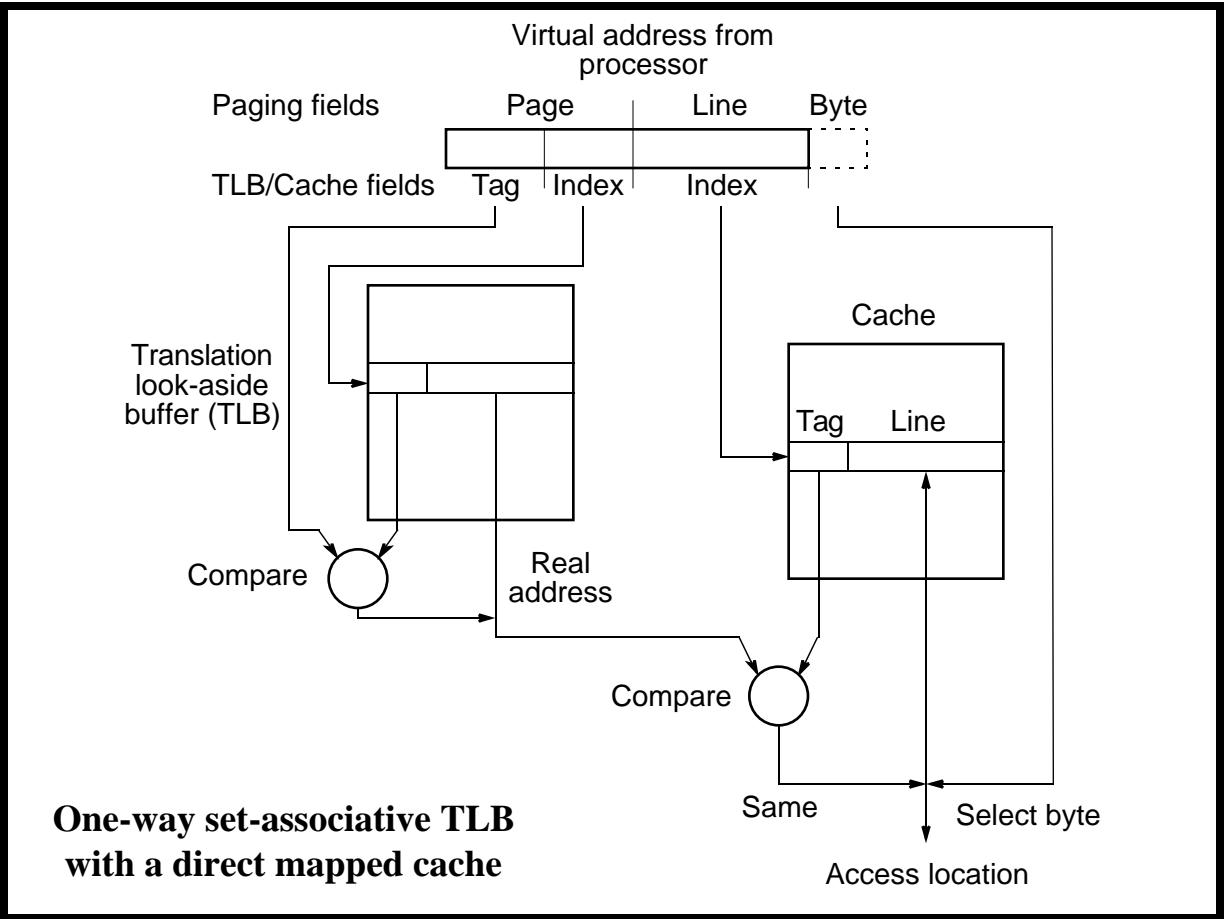 Virtual address from
processor
Paging fields Page Line Byte
TLB/Cache fields Tag Index Index
Cache
Translation
look-aside
buffer (TLB)
Tag Line
Real
address
Compare
Compare
Same
Select byte
One-way set-associative TLB
with a direct mapped cache
Access location